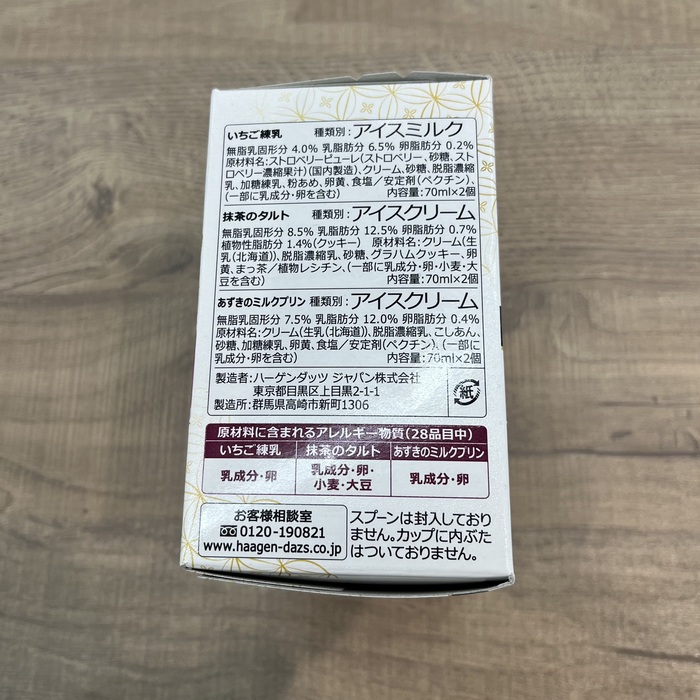 いちご練乳 種類別:アイスミルク
無脂乳固形分 4.0% 乳脂肪分 6.5% 卵脂肪分 0.2%
原材料名:ストロベリーピューレ(ストロベリー、砂糖、スト
ロベリー濃縮果汁)(国内製造)、クリーム、砂糖、脱脂濃縮
乳、加糖練乳、粉あめ、卵黄、食塩/安定剤(ペクチン)、
(一部に乳成分・卵を含む) 内容量:70ml×2個
抹茶のタルト 種類別:アイスクリーム
無脂乳固形分 8.5% 乳脂肪分 12.5% 卵脂肪分 0.7%
植物性脂肪分 1.4%(クッキー) 原材料名:クリーム(生
乳(北海道))、脱脂濃縮乳、砂糖、グラハムクッキー、卵
黄、まっ茶/植物レシチン、(一部に乳成分・卵・小麦・大
豆を含む) 内容量:70ml×2個
あずきのミルクプリン 種類別:アイスクリーム
無脂乳固形分 7.5% 乳脂肪分 12.0% 卵脂肪分 0.4%
原材料名:クリーム(生乳(北海道))、脱脂濃縮乳、こしあん、
砂糖、加糖練乳、卵黄、食塩/安定剤(ペクチン)、(一部に
乳成分・卵を含む) 内容量:70ml×2個
製造者:ハーゲンダッツ ジャパン株式会社
東京都目黒区上目黒2-1-1
製造所:群馬県高崎市新町1306
紙
原材料に含まれるアレルギー物質(28品目中)
いちご練乳 抹茶のタルト あずきのミルクプリン
乳成分・卵 乳成分・卵・ 乳成分・卵
小麦・大豆
お客様相談室
0120-190821
www.haagen-dazs.co.jp
スプーンは封入しており
ません。カップに内ぶた
はついておりません。